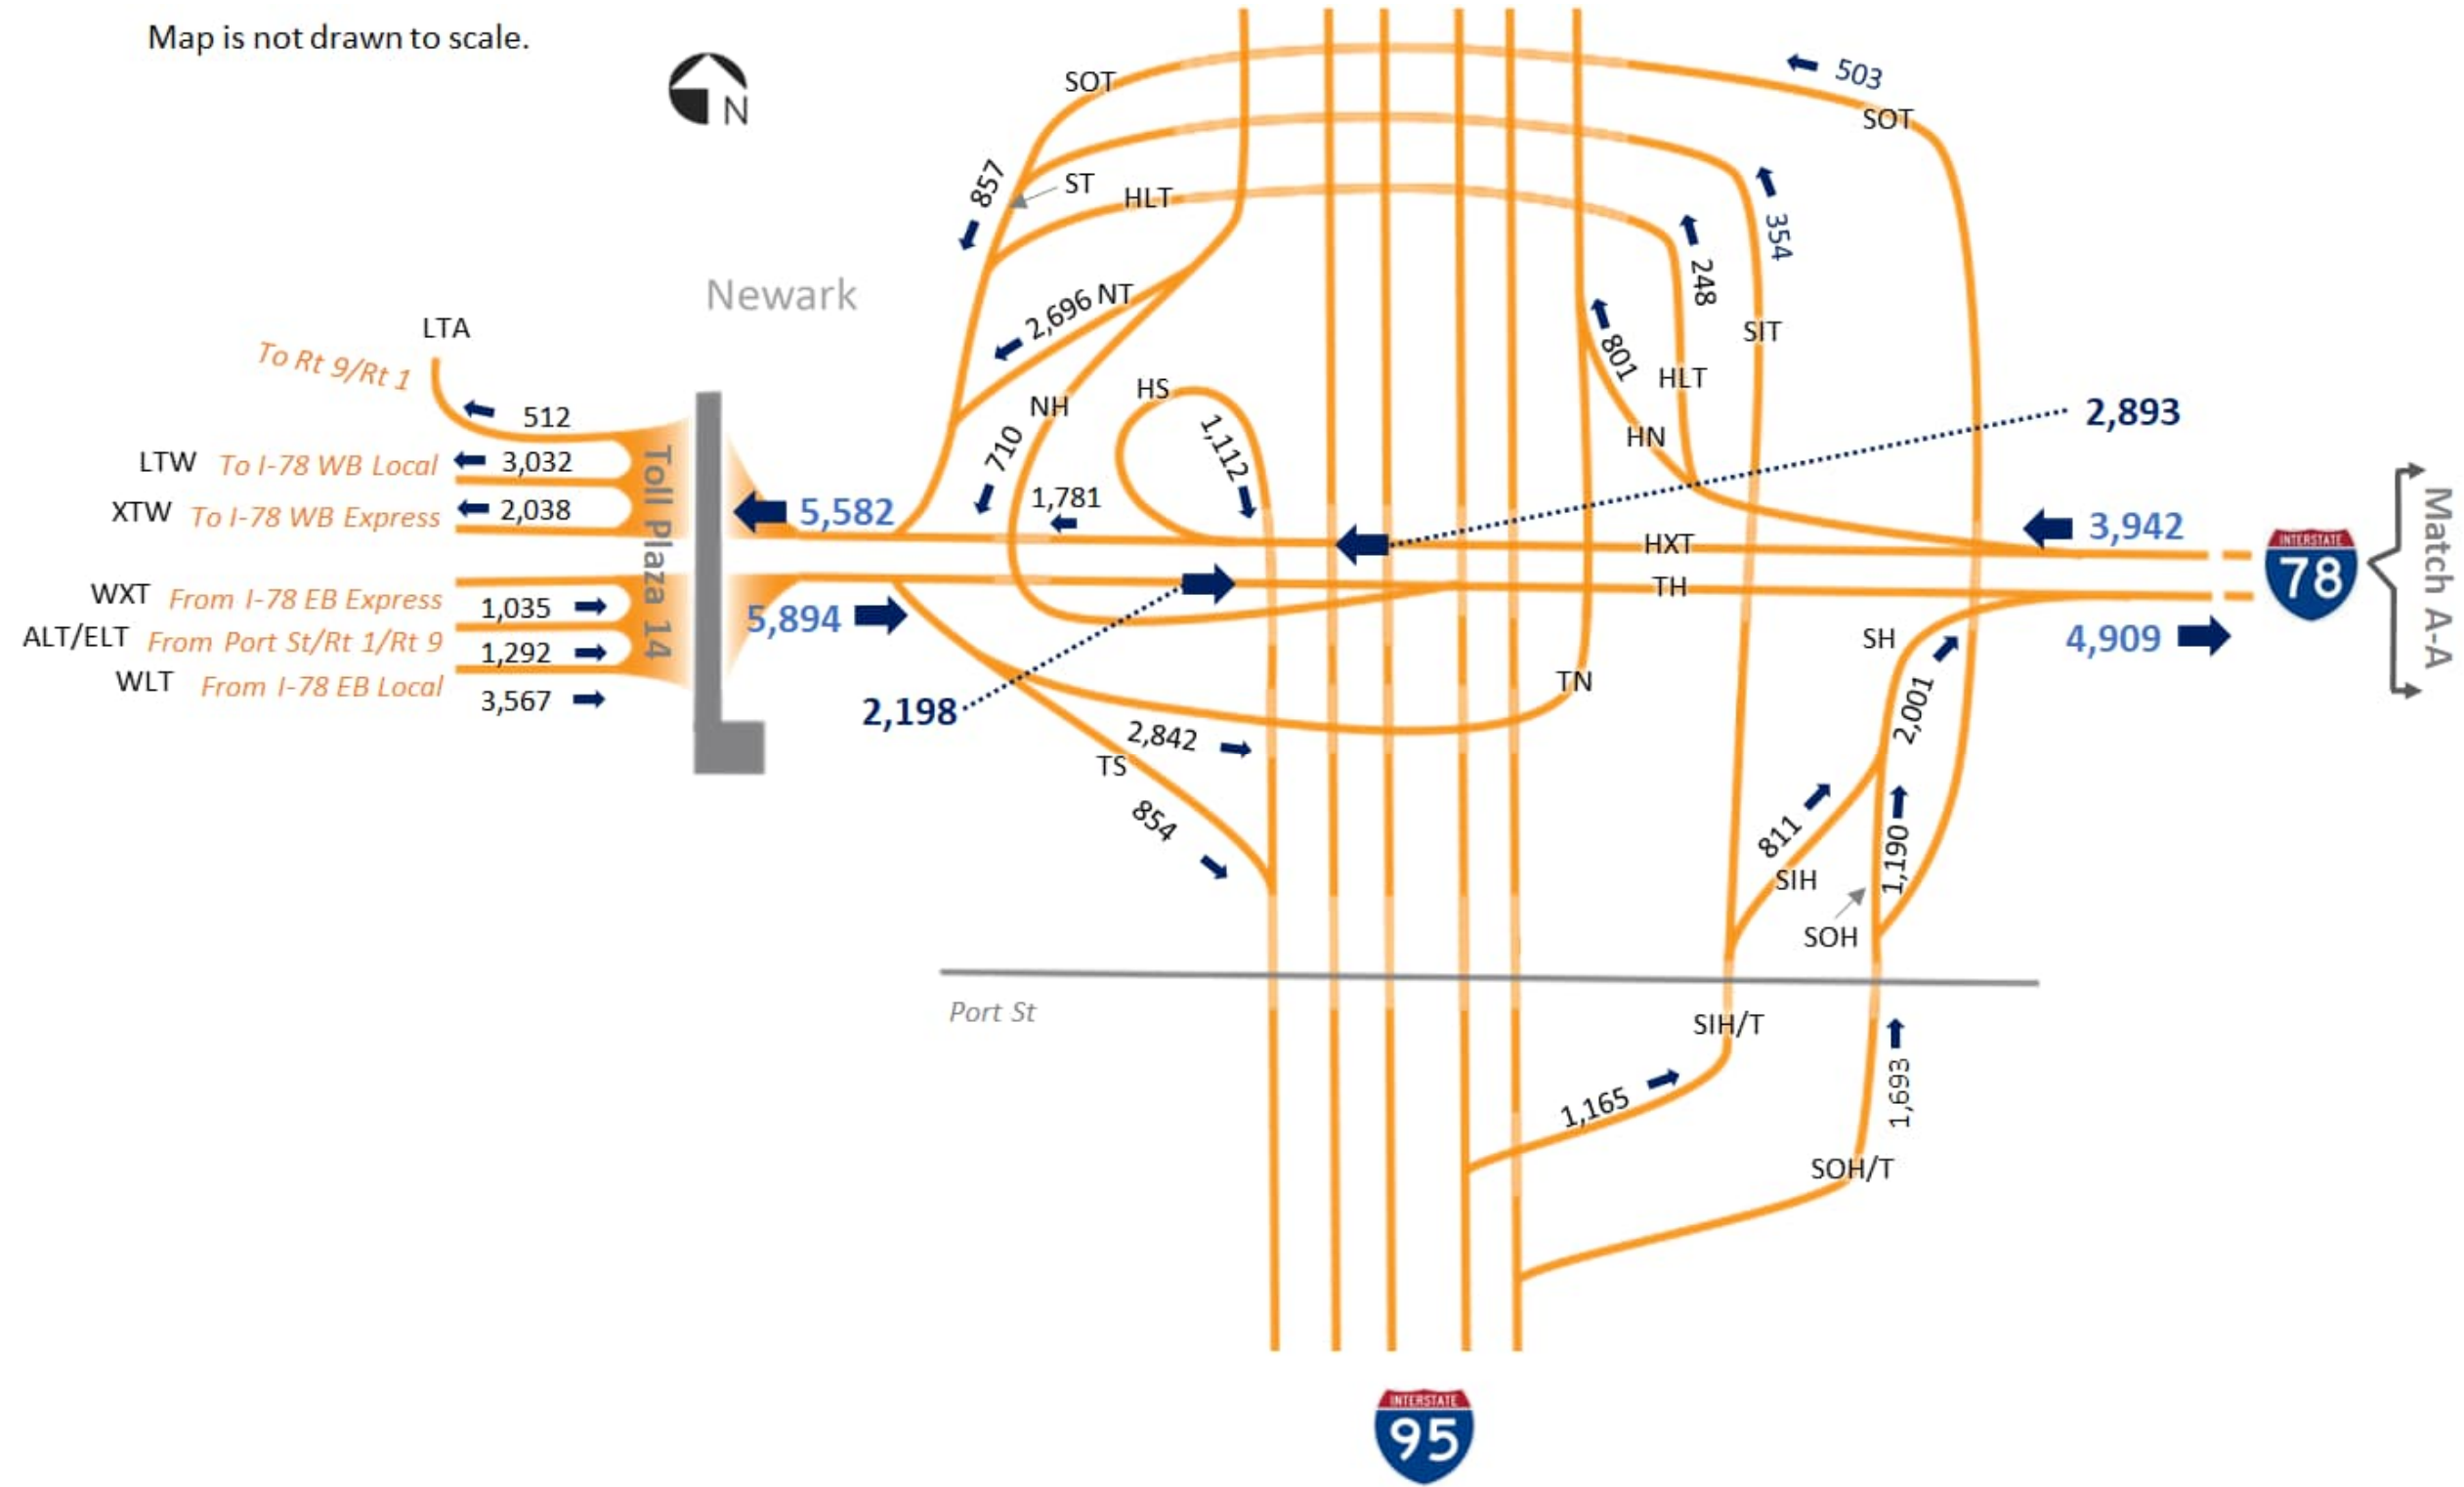 Map is not drawn to scale.
N
SOT
503
SOT
857
ST
HLT
354
248
Newark
2,696 NT
SIT
LTA
To Rt 9/Rt 1
801
HLT
HS
NH
512
1,112
2,893
HN
710
LTW To I-78 WB Local 3,032
1,781
XTW To I-78 WB Express 2,038
5,582
3,942
HXT
Toll Plaza 14
INTERSTATE
78
Match A-A
TH
WXT From I-78 EB Express 1,035
5,894
ALT/ELT From Port St/Rt 1/Rt 9 1,292
SH
4,909
WLT From I-78 EB Local 3,567
TN
2,198
2,001
2,842
TS
854
811
1,190
SIH
SOH
Port St
SIH/T
1,165
1,693
SOH/T
INTERSTATE
95